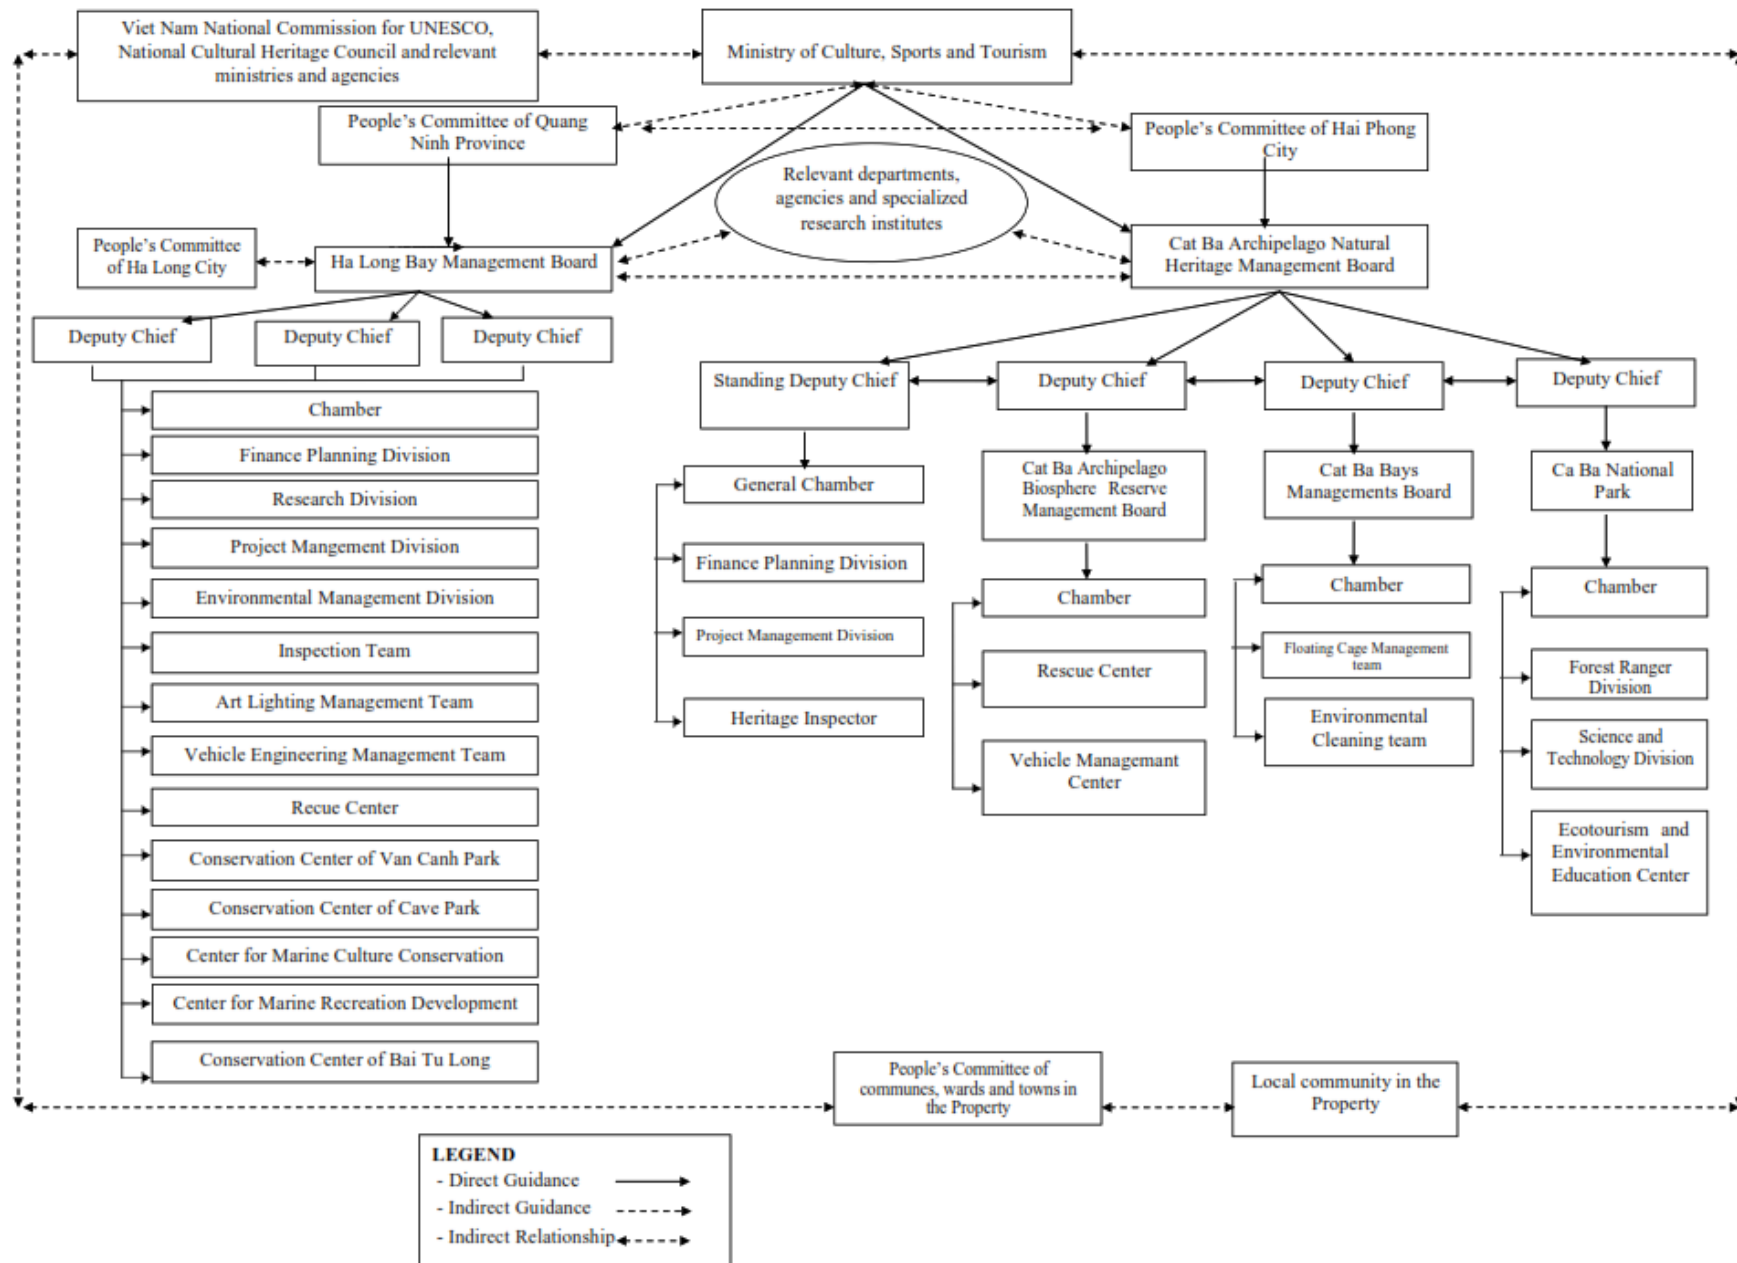 Viet Nam National Commission for UNESCO,
National Cultural Heritage Council and relevant
ministries and agencies
Ministry of Culture, Sports and Tourism
People's Committee of Quang
Ninh Province
People's Committee of Hai Phong
City
Relevant departments,
agencies and specialized
research institutes
People's Committee
of Ha Long City
Ha Long Bay Management Board
Cat Ba Archipelago Natural
Heritage Management Board
Deputy Chief
Deputy Chief
Deputy Chief
Chamber
Finance Planning Division
Research Division
Project Mangement Division
Environmental Management Division
Inspection Team
Art Lighting Management Team
Vehicle Engineering Management Team
Recue Center
Conservation Center of Van Canh Park
Conservation Center of Cave Park
Center for Marine Culture Conservation
Center for Marine Recreation Development
Conservation Center of Bai Tu Long
Standing Deputy Chief
General Chamber
Finance Planning Division
Project Management Division
Heritage Inspector
Deputy Chief
Cat Ba Archipelago
Biosphere Reserve
Management Board
Chamber
Rescue Center
Vehicle Managemant
Center
Deputy Chief
Cat Ba Bays
Managements Board
Chamber
Floating Cage Management
team
Environmental
Cleaning team
Deputy Chief
Ca Ba National
Park
Chamber
Forest Ranger
Division
Science and
Technology Division
Ecotourism and
Environmental
Education Center
People's Committee of
communes, wards and towns in
the Property
Local community in the
Property
LEGEND
- Direct Guidance
- Indirect Guidance
- Indirect Relationship